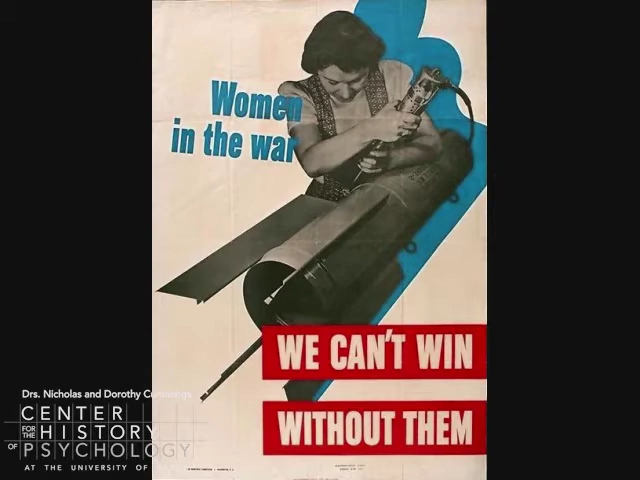 Women
in the war
WE CAN'T WIN
WITHOUT THEM
Drs. Nicholas and Dorothy
CENTER
FOR THE HISTORY
OF PSYCHOLOGY
AT THE UNIVERSITY OF